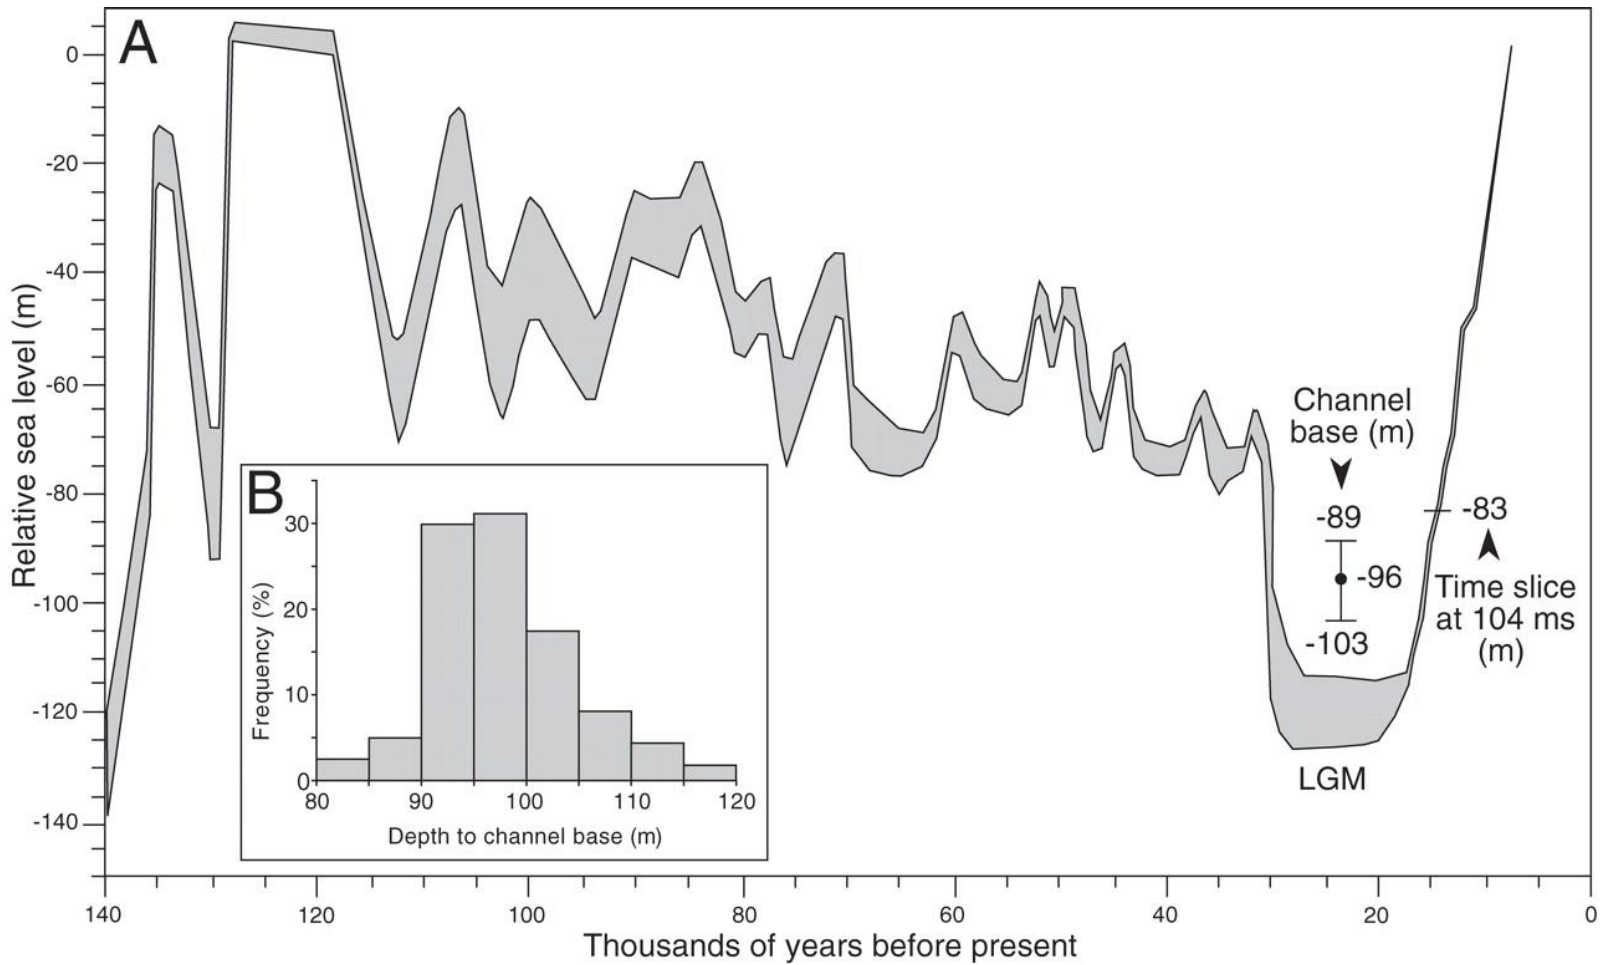 A
0
-20
-40
-60
-80
-100
-120
-140
Relative sea level (m)
Channel
base (m)
-89
-96
-103
-83
Time slice
at 104 ms
(m)
LGM
B
30
20
10
0
Frequency (%)
80 90 100 110 120
Depth to channel base (m)
140 120 100 80 60 40 20 0
Thousands of years before present